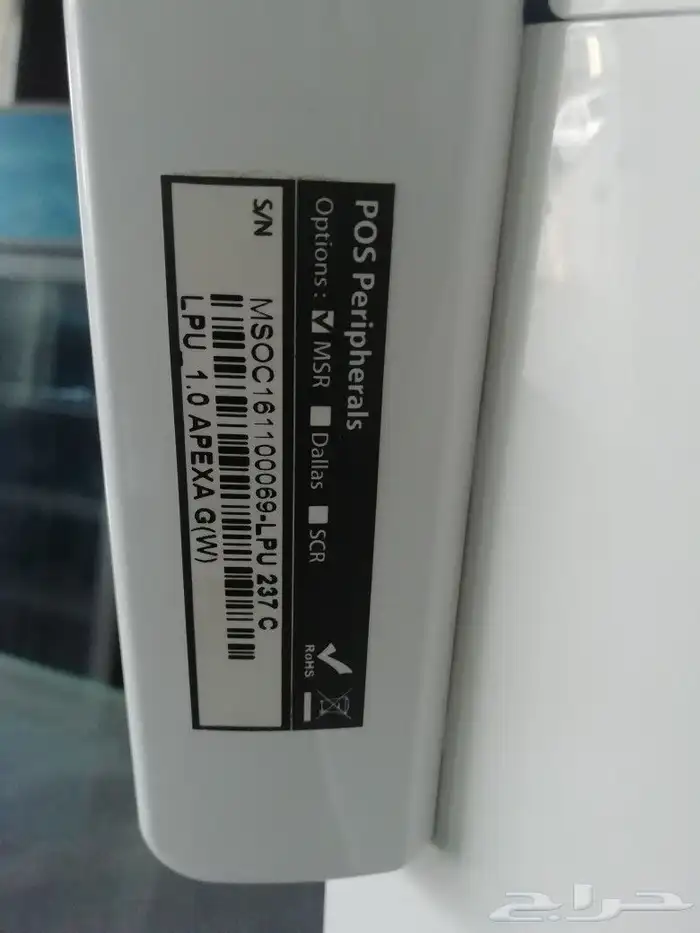 POS Peripherals
Options : MSR Dallas SCR
RoHS
S/N MSOC161100069-LPU 237 C
LPU 1.0 APEXA G(W)
حراج